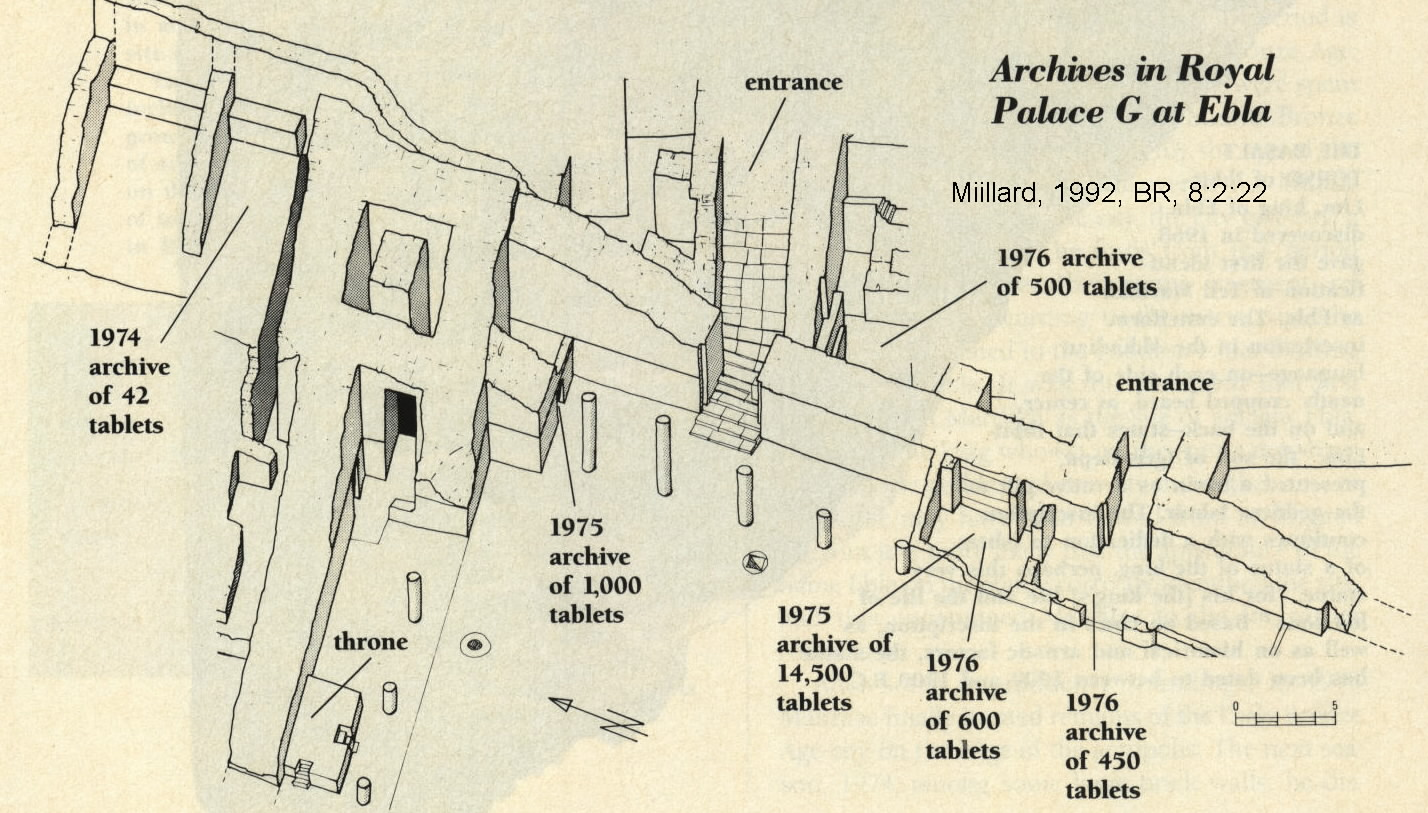 Archives in Royal
Palace G at Ebla
Miillard, 1992, BR, 8:2:22
entrance
1976 archive
of 500 tablets
1974
archive
of 42
tablets
entrance
1975
archive
of 1,000
tablets
throne
1975
archive of
14,500
tablets
1976
archive
of 600
tablets
1976
archive
of 450
tablets
5